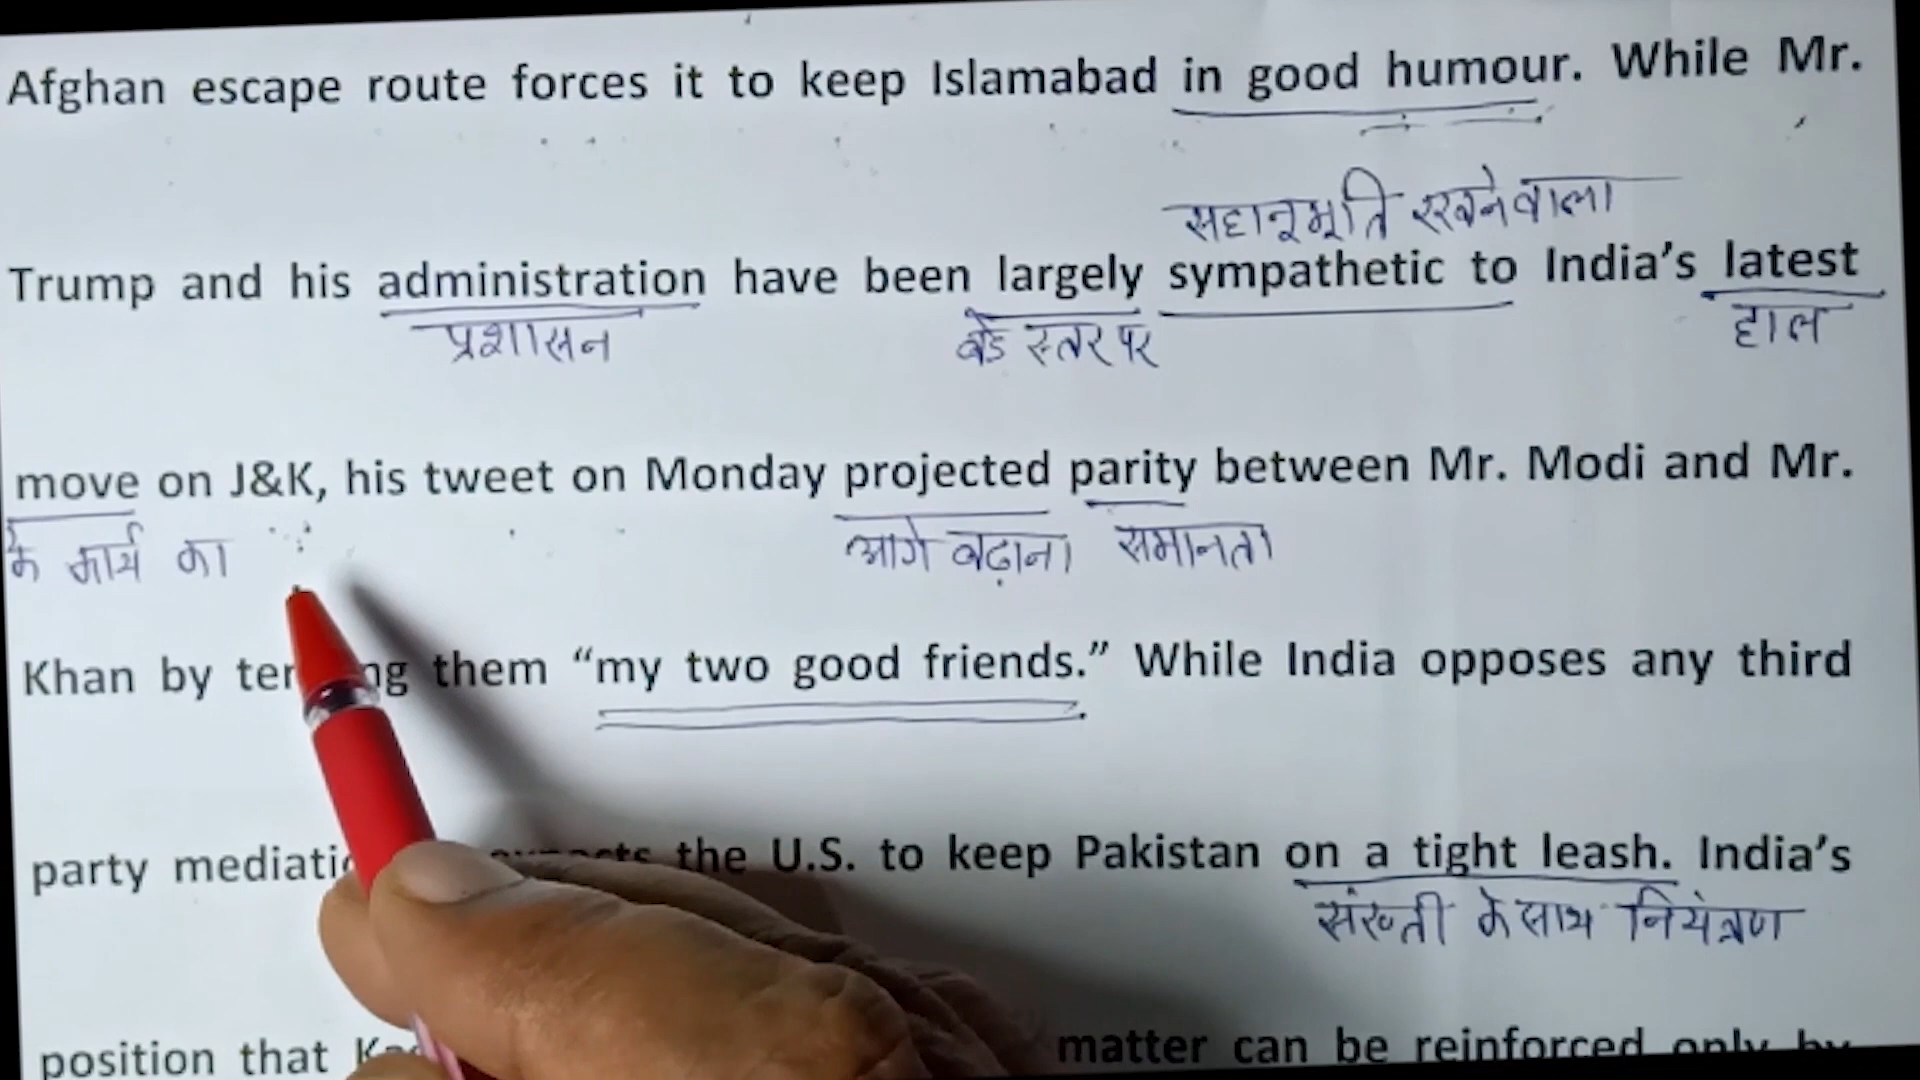 Afghan escape route forces it to keep Islamabad in good humour. While Mr.
सहानूभूति रखने वाला
Trump and his administration have been largely sympathetic to India's latest
प्रशासन बडे स्तर पर हाल
move on J&K, his tweet on Monday projected parity between Mr. Modi and Mr.
के कार्य का आगे बढ़ाना समानता
Khan by them “my two good friends.” While India opposes any third
party the U.S. to keep Pakistan on a tight leash. India's
सख्ती के साथ नियंत्रण
position that matter can be reinforced only by